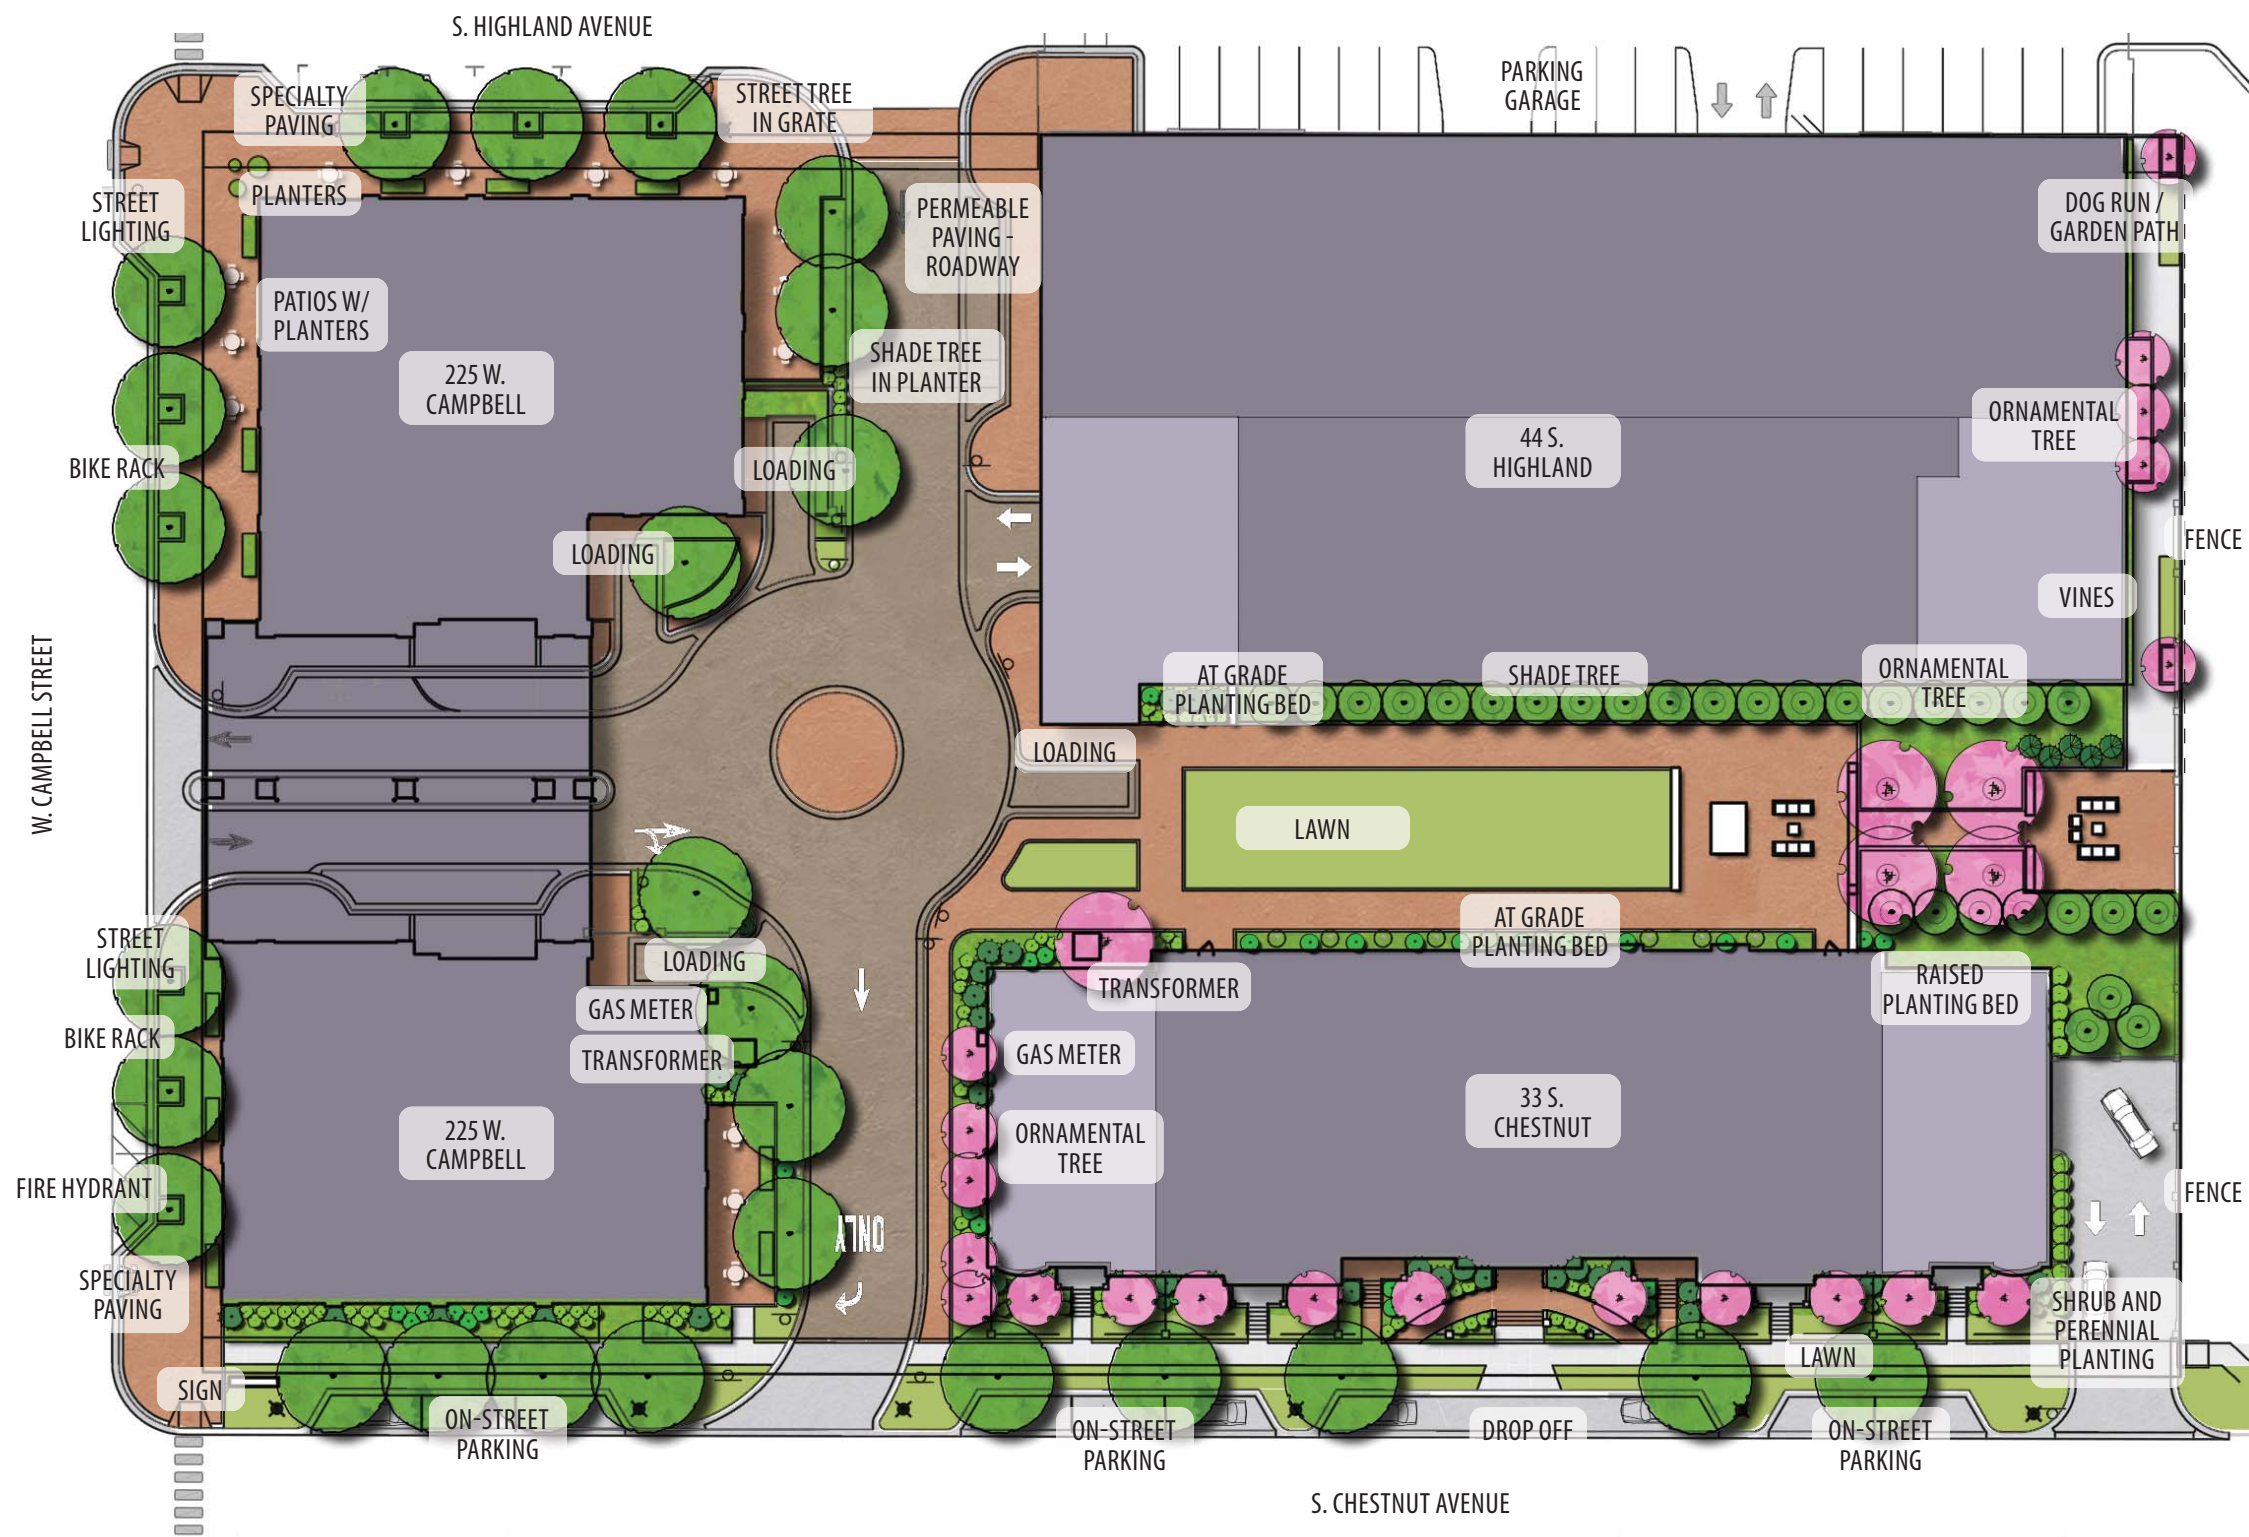 S. HIGHLAND AVENUE
SPECIALTY
PAVING
STREET TREE
IN GRATE
PARKING
GARAGE
PLANTERS
STREET
LIGHTING
PERMEABLE
PAVING -
ROADWAY
DOG RUN /
GARDEN PATH
PATIOS W/
PLANTERS
225 W.
CAMPBELL
SHADE TREE
IN PLANTER
44 S.
HIGHLAND
ORNAMENTAL
TREE
BIKE RACK
LOADING
LOADING
FENCE
VINES
W. CAMPBELL STREET
AT GRADE
PLANTING BED
SHADE TREE
ORNAMENTAL
TREE
LOADING
LAWN
STREET
LIGHTING
LOADING
AT GRADE
PLANTING BED
TRANSFORMER
RAISED
PLANTING BED
GAS METER
BIKE RACK
TRANSFORMER
GAS METER
225 W.
CAMPBELL
ORNAMENTAL
TREE
33 S.
CHESTNUT
FIRE HYDRANT
FENCE
ONLY
SPECIALTY
PAVING
SHRUB AND
PERENNIAL
PLANTING
LAWN
SIGN
ON-STREET
PARKING
ON-STREET
PARKING
DROP OFF
ON-STREET
PARKING
S. CHESTNUT AVENUE